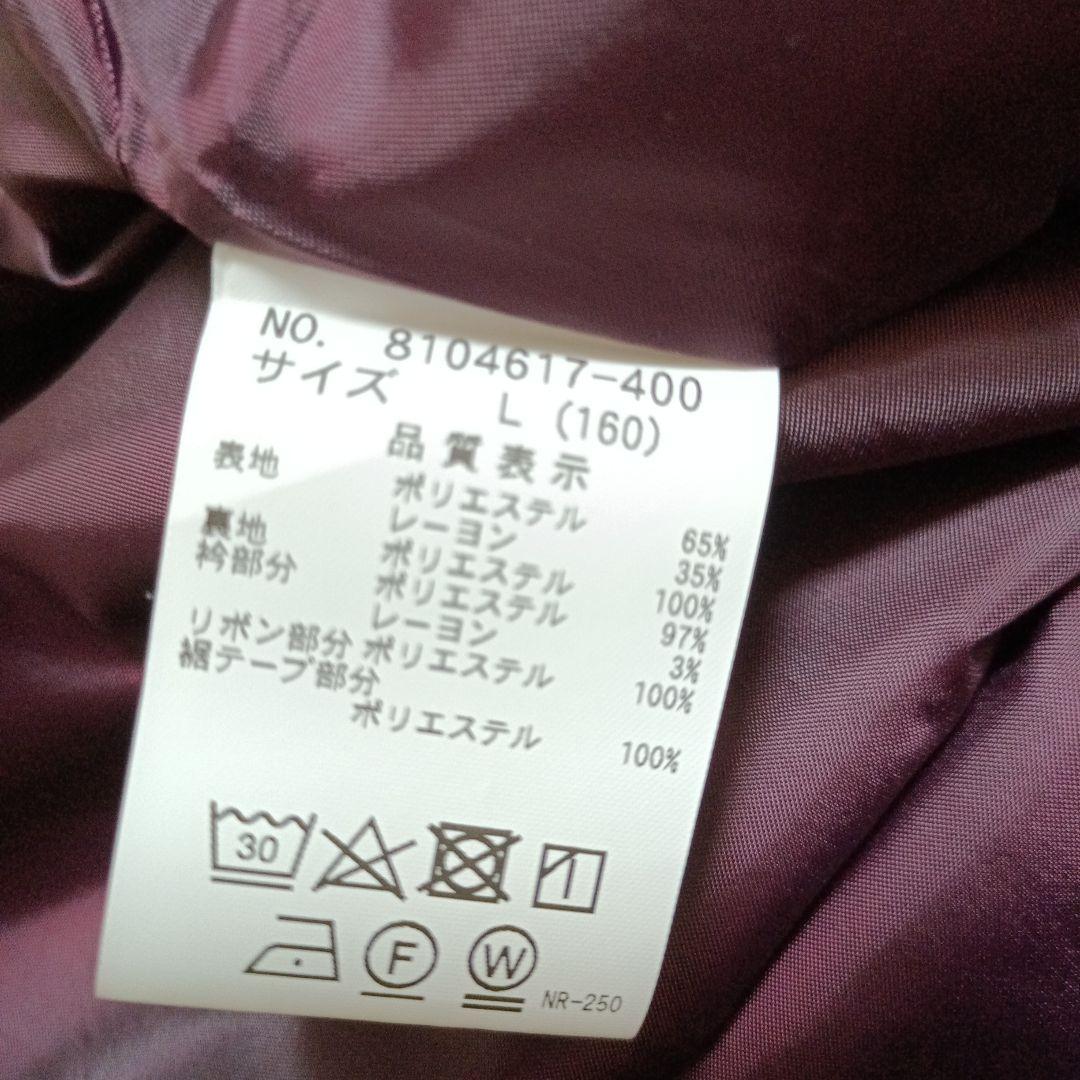 NO. 8104617-400
サイズ L (160)
品質表示
表地 ポリエステル 65%
レーヨン 35%
裏地 ポリエステル 100%
衿部分 ポリエステル 97%
レーヨン 3%
リボン部分 ポリエステル 100%
裾テープ部分
ポリエステル 100%
30
F W NR-250